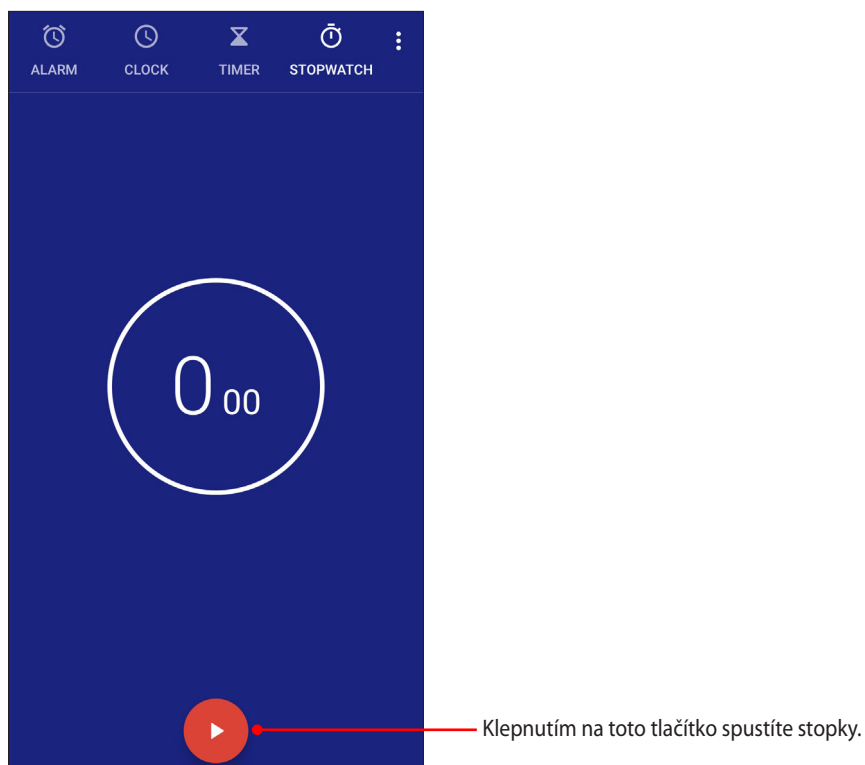 ALARM CLOCK TIMER STOPWATCH
0 00
Klepnutím na toto tlačítko spustíte stopky.